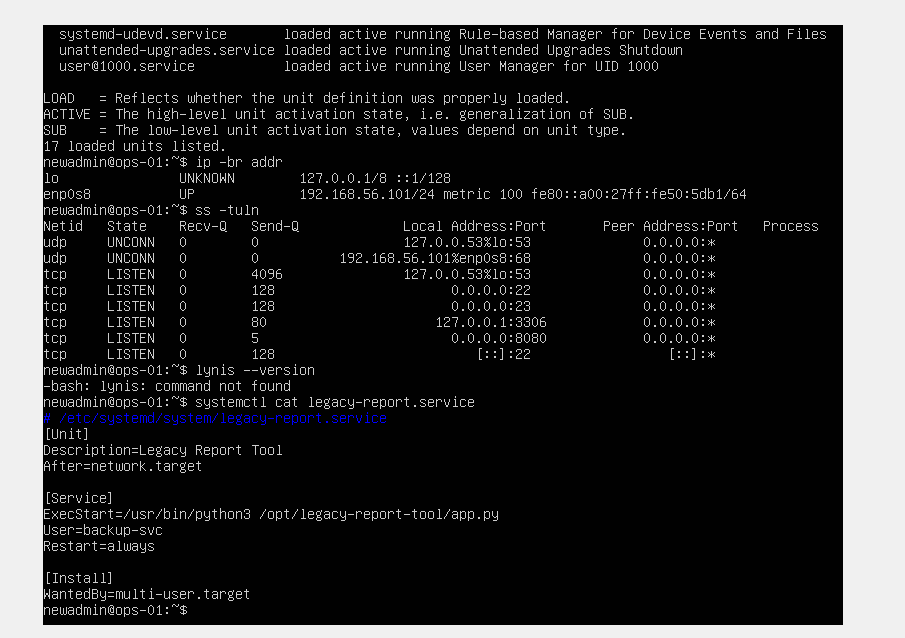 systemd-udevd.service       loaded active running Rule-based Manager for Device Events and Files
unattended-upgrades.service loaded active running Unattended Upgrades Shutdown
user@1000.service           loaded active running User Manager for UID 1000
LOAD   = Reflects whether the unit definition was properly loaded.
ACTIVE = The high-level unit activation state, i.e. generalization of SUB.
SUB    = The low-level unit activation state, values depend on unit type.
17 loaded units listed.
newadmin@ops-01:~$ ip -br addr
lo               UNKNOWN        127.0.0.1/8 ::1/128
enp0s8           UP             192.168.56.101/24 metric 100 fe80::a00:27ff:fe50:5db1/64
newadmin@ops-01:~$ ss -tuln
Netid   State    Recv-Q   Send-Q             Local Address:Port       Peer Address:Port   Process
udp     UNCONN   0        0                  127.0.0.53%lo:53              0.0.0.0:*
udp     UNCONN   0        0          192.168.56.101%enp0s8:68              0.0.0.0:*
tcp     LISTEN   0        4096               127.0.0.53%lo:53              0.0.0.0:*
tcp     LISTEN   0        128                      0.0.0.0:22              0.0.0.0:*
tcp     LISTEN   0        128                      0.0.0.0:23              0.0.0.0:*
tcp     LISTEN   0        80                     127.0.0.1:3306            0.0.0.0:*
tcp     LISTEN   0        5                        0.0.0.0:8080            0.0.0.0:*
tcp     LISTEN   0        128                         [::]:22                 [::]:*
newadmin@ops-01:~$ lynis --version
-bash: lynis: command not found
newadmin@ops-01:~$ systemctl cat legacy-report.service
# /etc/systemd/system/legacy-report.service
[Unit]
Description=Legacy Report Tool
After=network.target
[Service]
ExecStart=/usr/bin/python3 /opt/legacy-report-tool/app.py
User=backup-svc
Restart=always
[Install]
WantedBy=multi-user.target
newadmin@ops-01:~$